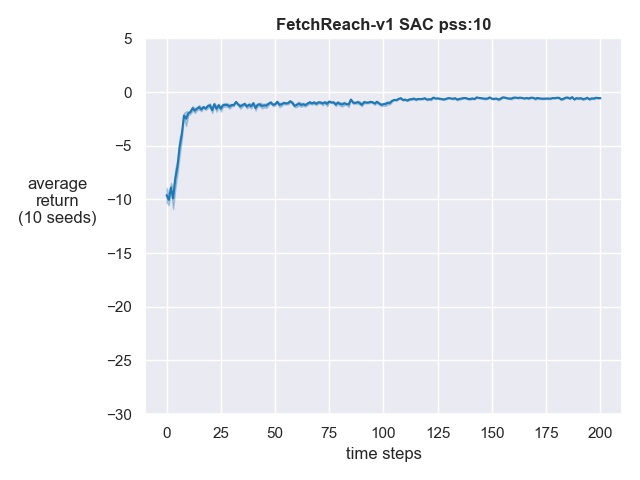 FetchReach-v1 SAC pss:10
5
0
−5
−10
−15
−20
−25
−30
average
return
(10 seeds)
0 25 50 75 100 125 150 175 200
time steps